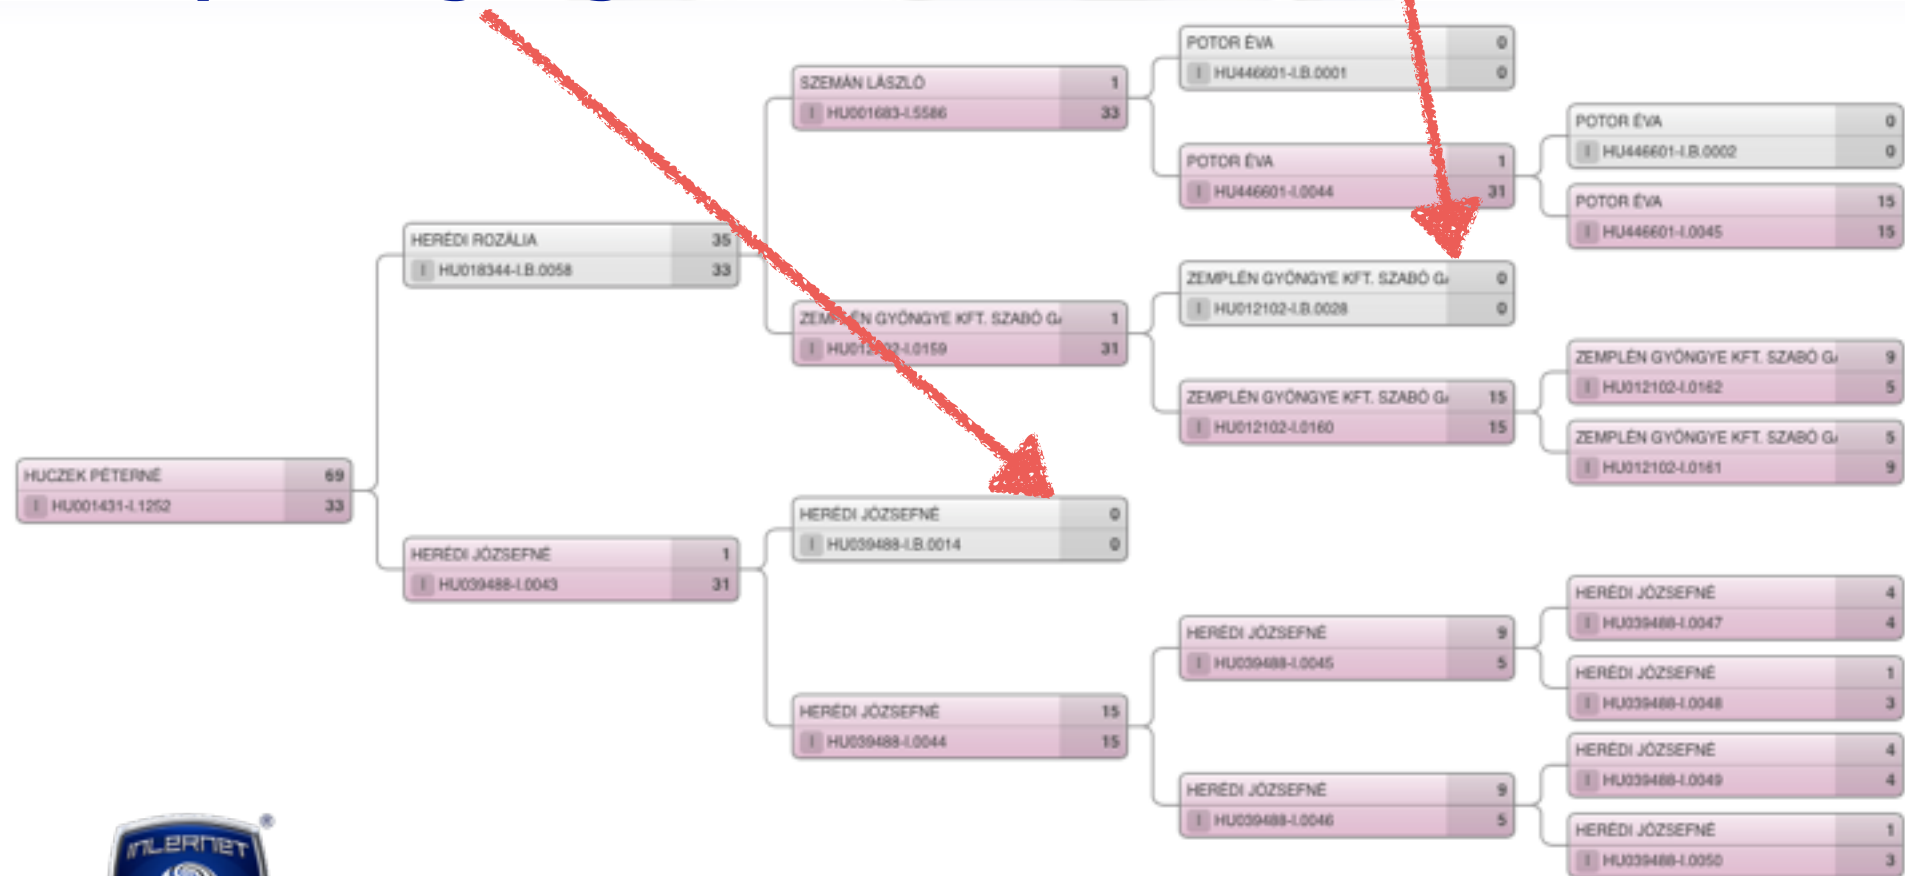 HUCZEK PÉTERNÉ 69
I HU001431-I.1252 33
HERÉDI ROZÁLIA 35
I HU018344-I.B.0058 33
HERÉDI JÓZSEFNÉ 1
I HU039488-I.0043 31
SZEMÁN LÁSZLÓ 1
I HU001683-I.5586 33
ZEMPLÉN GYÖNGYE KFT. SZABÓ 1
I 31
HERÉDI JÓZSEFNÉ 0
I HU039488-I.B.0014 0
HERÉDI JÓZSEFNÉ 15
I HU039488-I.0044 15
POTOR ÉVA 0
I HU446601-I.B.0001 0
POTOR ÉVA 1
I HU446601-I.0044 31
ZEMPLÉN GYÖNGYE KFT. SZABÓ 0
I HU012102-I.B.0028 0
ZEMPLÉN GYÖNGYE KFT. SZABÓ 15
I HU012102-I.0160 15
HERÉDI JÓZSEFNÉ 9
I HU039488-I.0045 5
HERÉDI JÓZSEFNÉ 9
I HU039488-I.0046 5
POTOR ÉVA 0
I HU446601-I.B.0002 0
POTOR ÉVA 15
I HU446601-I.0045 15
ZEMPLÉN GYÖNGYE KFT. SZABÓ 9
I HU012102-I.0162 5
ZEMPLÉN GYÖNGYE KFT. SZABÓ 5
I HU012102-I.0161 9
HERÉDI JÓZSEFNÉ 4
I HU039488-I.0047 4
HERÉDI JÓZSEFNÉ 1
I HU039488-I.0048 3
HERÉDI JÓZSEFNÉ 4
I HU039488-I.0049 4
HERÉDI JÓZSEFNÉ 1
I HU039488-I.0050 3
INTERNET ®